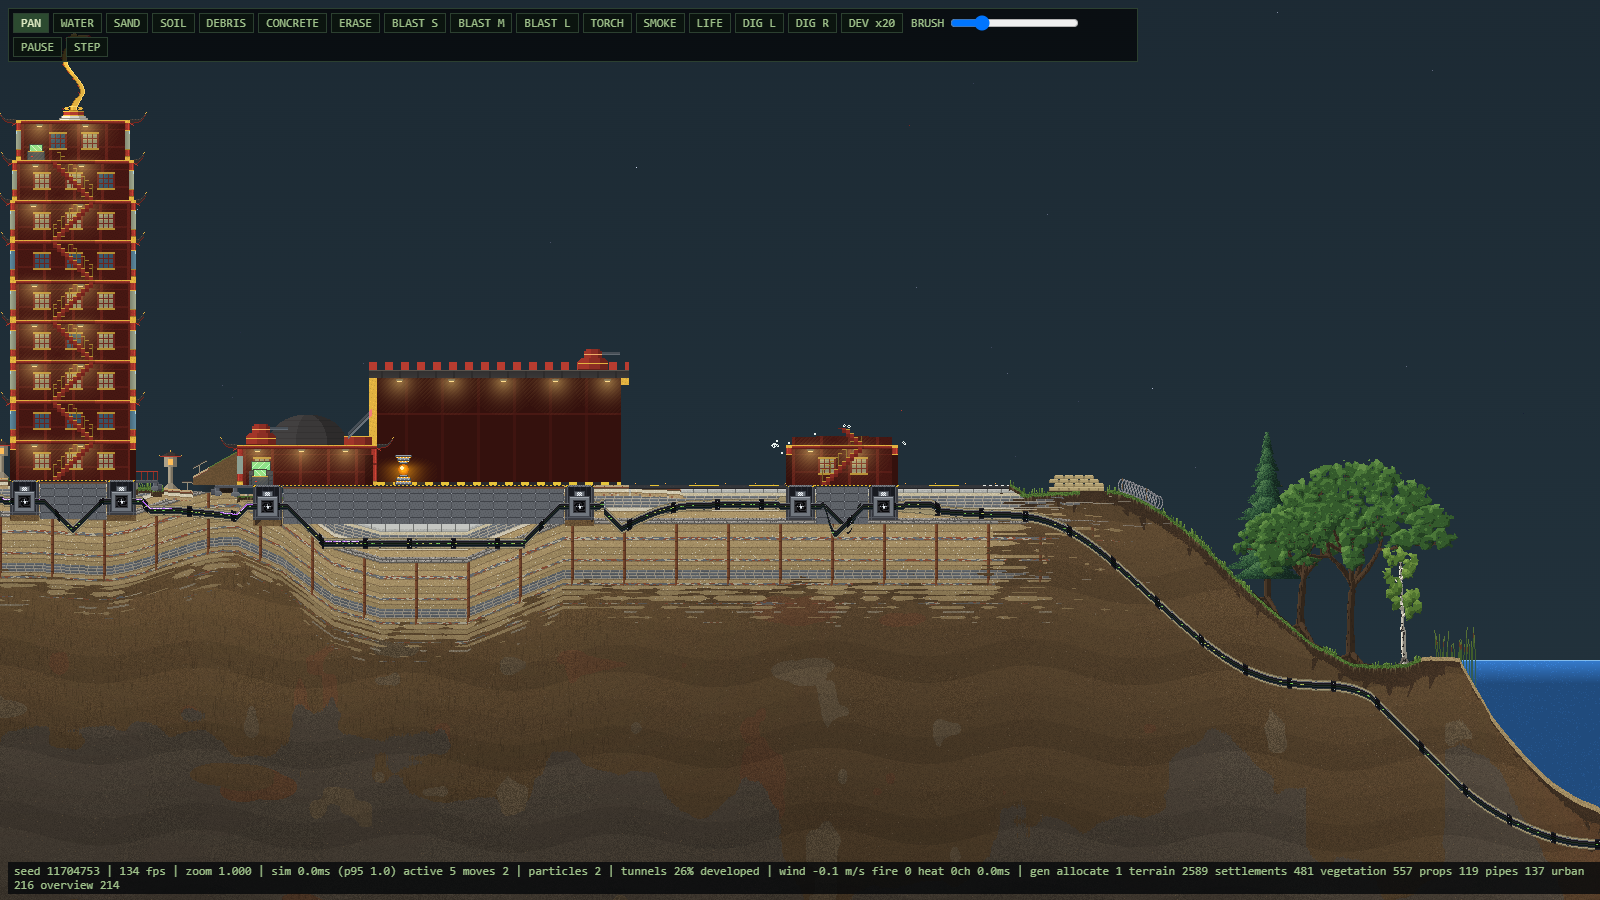 PAN WATER SAND SOIL DEBRIS CONCRETE ERASE BLAST S BLAST M BLAST L TORCH SMOKE LIFE DIG L DIG R DEV x20 BRUSH
PAUSE STEP
seed 11704753 | 134 fps | zoom 1.000 | sim 0.0ms (p95 1.0) active 5 moves 2 | particles 2 | tunnels 26% developed | wind -0.1 m/s fire 0 heat 0ch 0.0ms | gen allocate 1 terrain 2589 settlements 481 vegetation 557 props 119 pipes 137 urban
216 overview 214